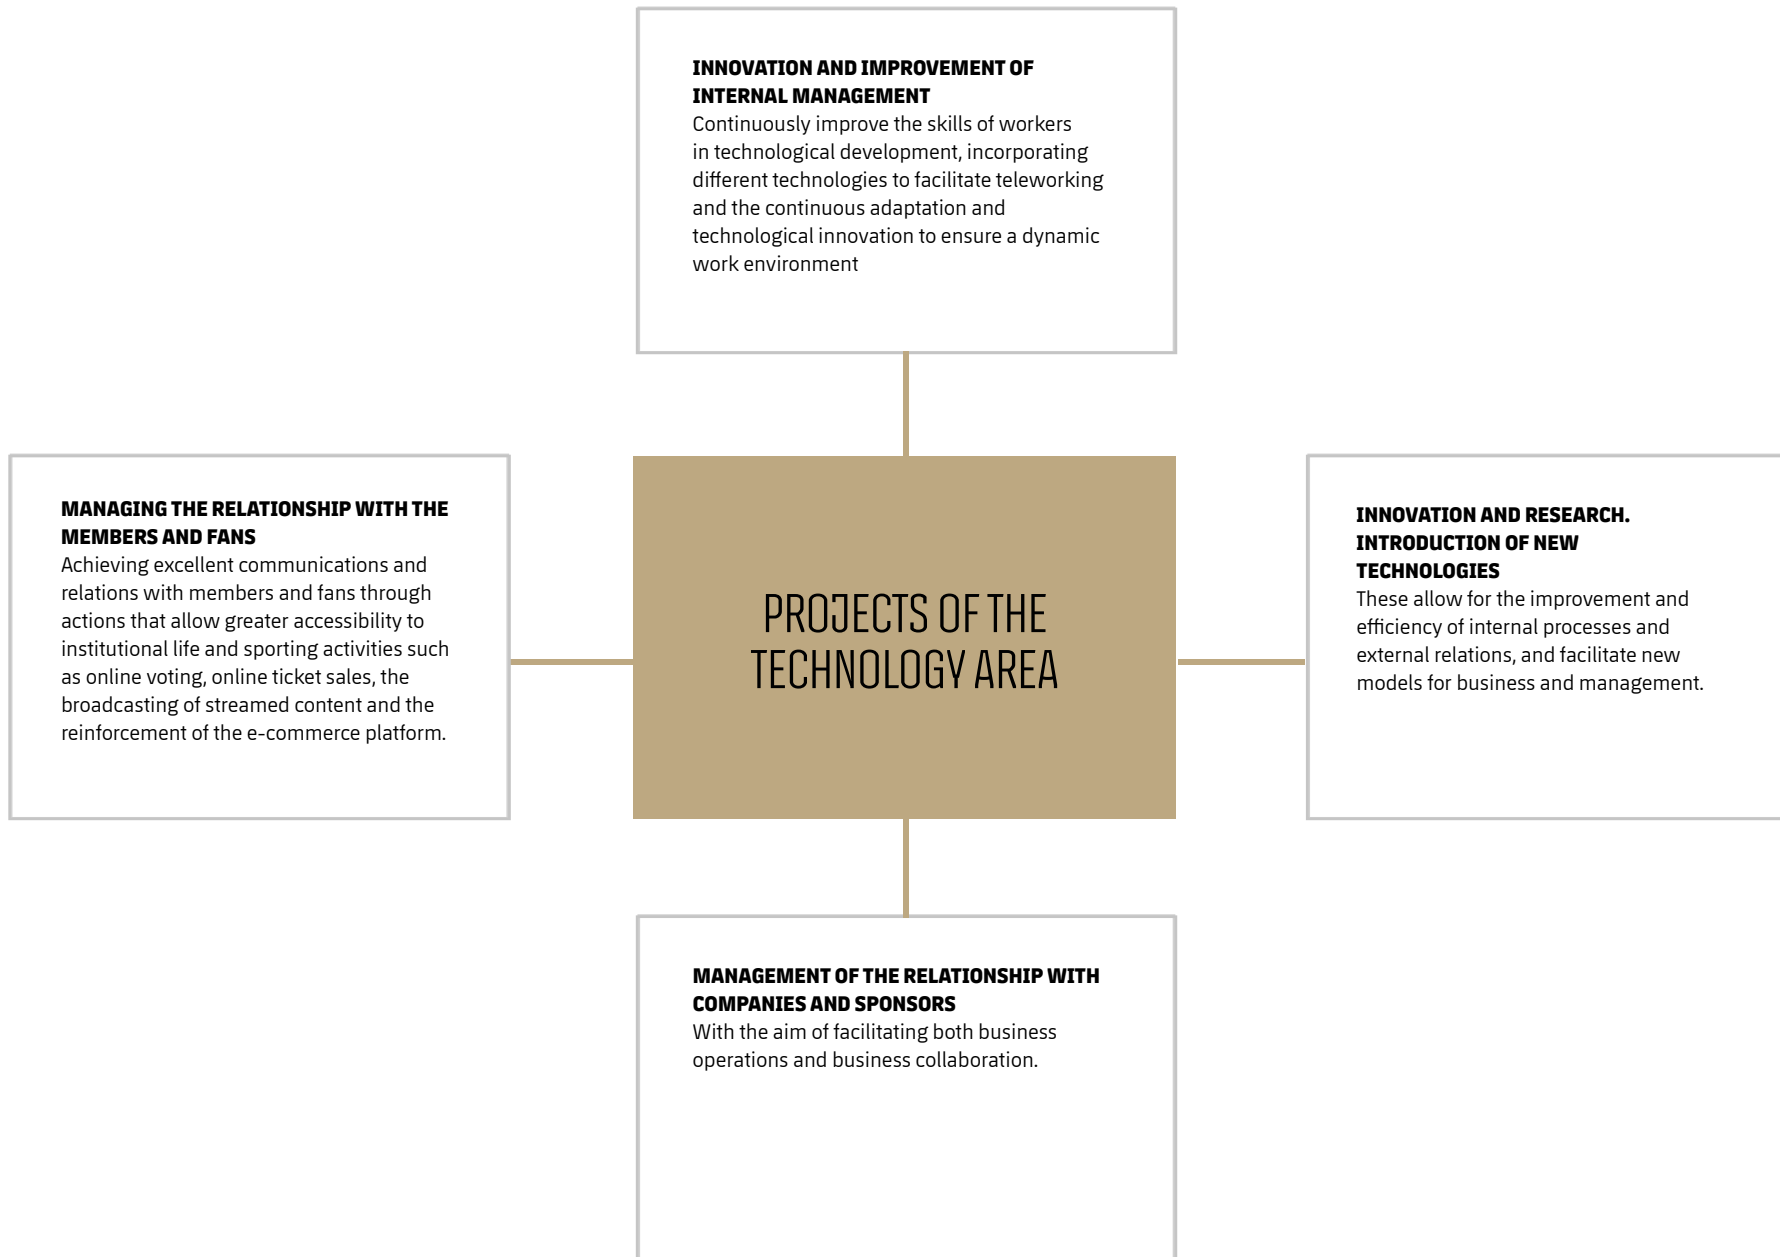 INNOVATION AND IMPROVEMENT OF
INTERNAL MANAGEMENT
Continuously improve the skills of workers
in technological development, incorporating
different technologies to facilitate teleworking
and the continuous adaptation and
technological innovation to ensure a dynamic
work environment
MANAGING THE RELATIONSHIP WITH THE
MEMBERS AND FANS
Achieving excellent communications and
relations with members and fans through
actions that allow greater accessibility to
institutional life and sporting activities such
as online voting, online ticket sales, the
broadcasting of streamed content and the
reinforcement of the e-commerce platform.
PROJECTS OF THE
TECHNOLOGY AREA
INNOVATION AND RESEARCH.
INTRODUCTION OF NEW
TECHNOLOGIES
These allow for the improvement and
efficiency of internal processes and
external relations, and facilitate new
models for business and management.
MANAGEMENT OF THE RELATIONSHIP WITH
COMPANIES AND SPONSORS
With the aim of facilitating both business
operations and business collaboration.